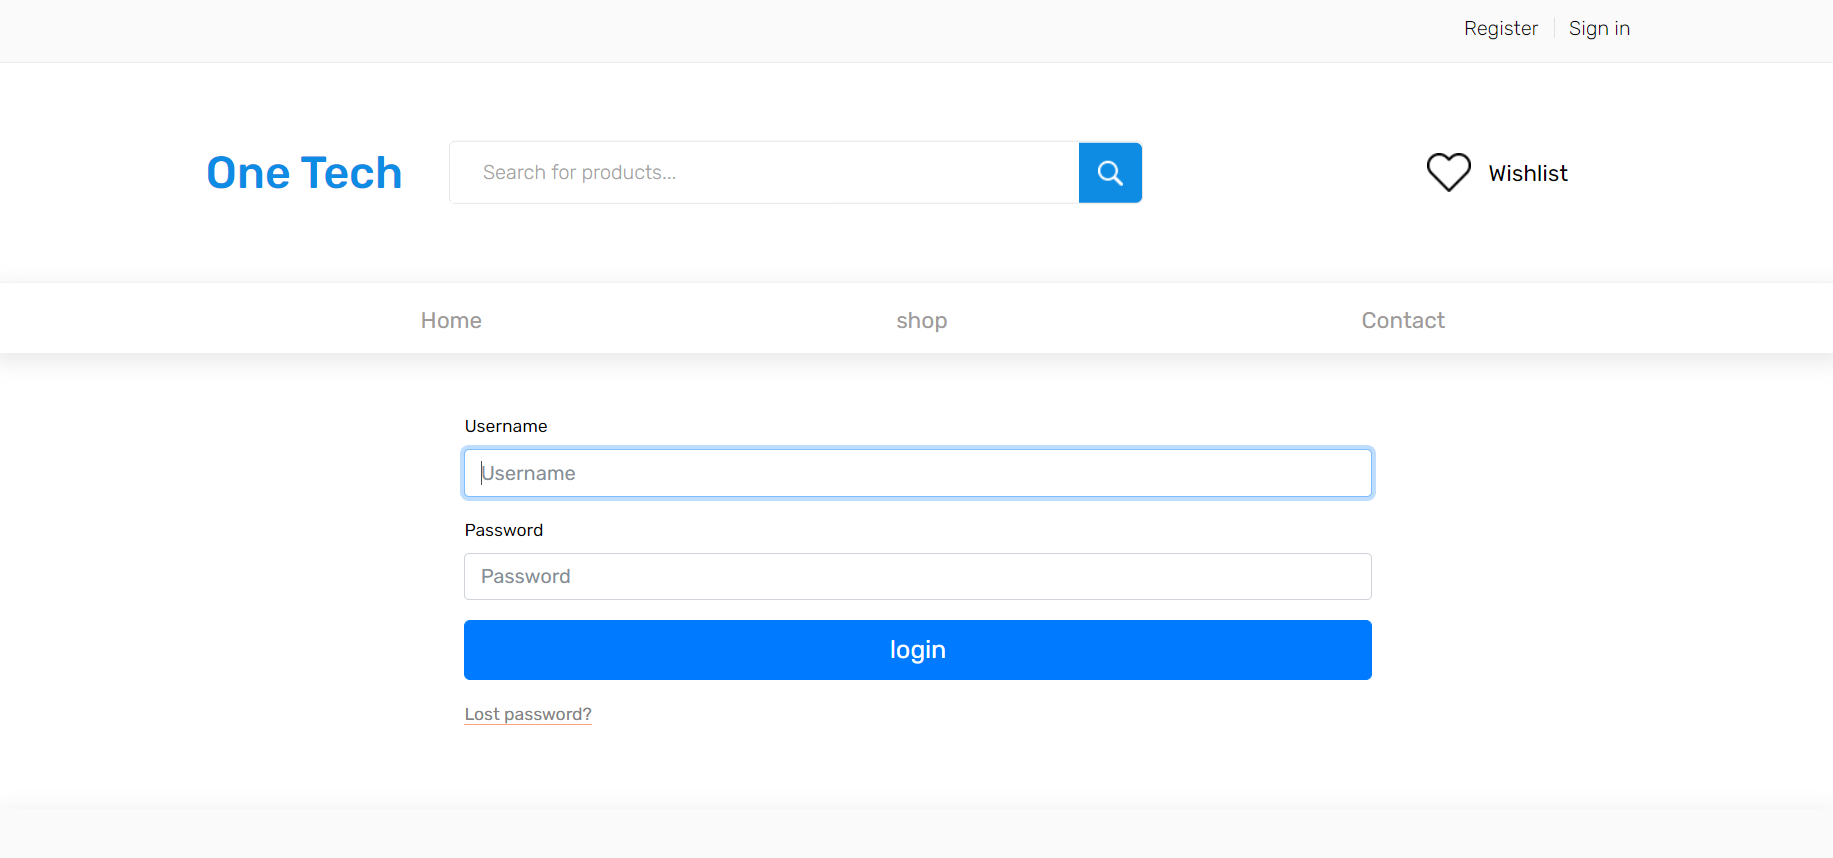 Register Sign in
One Tech Search for products... Wishlist
Home shop Contact
Username
Username
Password
Password
login
Lost password?